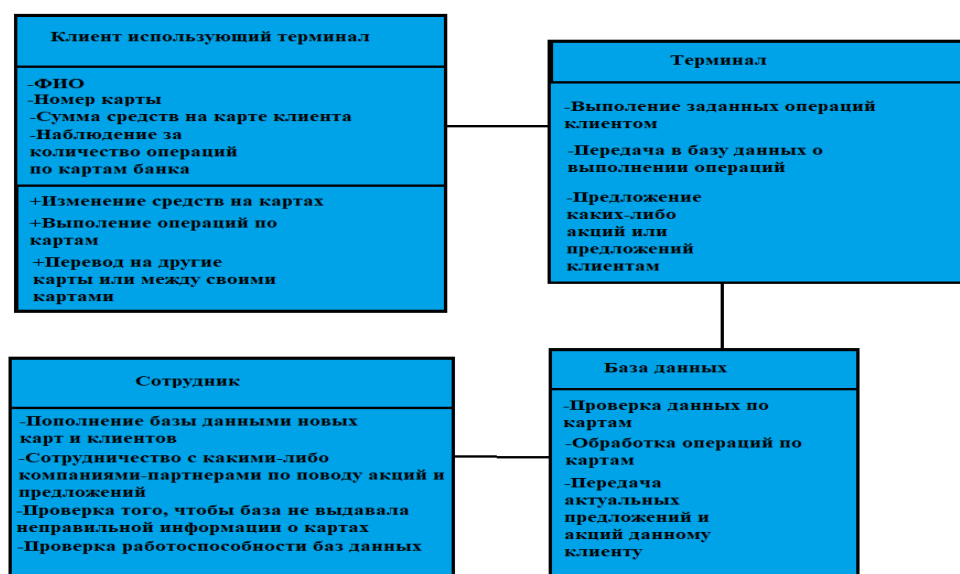 Клиент использующий терминал
-ФИО
-Номер карты
-Сумма средств на карте клиента
-Наблюдение за
количество операций
по картам банка
+Изменение средств на картах
+Выполение операций по
картам
+Перевод на другие
карты или между своими
картами
Терминал
-Выполение заданных операций
клиентом
-Передача в базу данных о
выполнении операций
-Предложение
каких-либо
акций или
предложений
клиентам
Сотрудник
-Пополнение базы данными новых
карт и клиентов
-Сотрудничество с какими-либо
компаниями-партнерами по поводу акций и
предложений
-Проверка того, чтобы база не выдавала
неправильной информации о картах
-Проверка работоспособности баз данных
База данных
-Проверка данных по
картам
-Обработка операций по
картам
-Передача
актуальных
предложений и
акций данному
клиенту